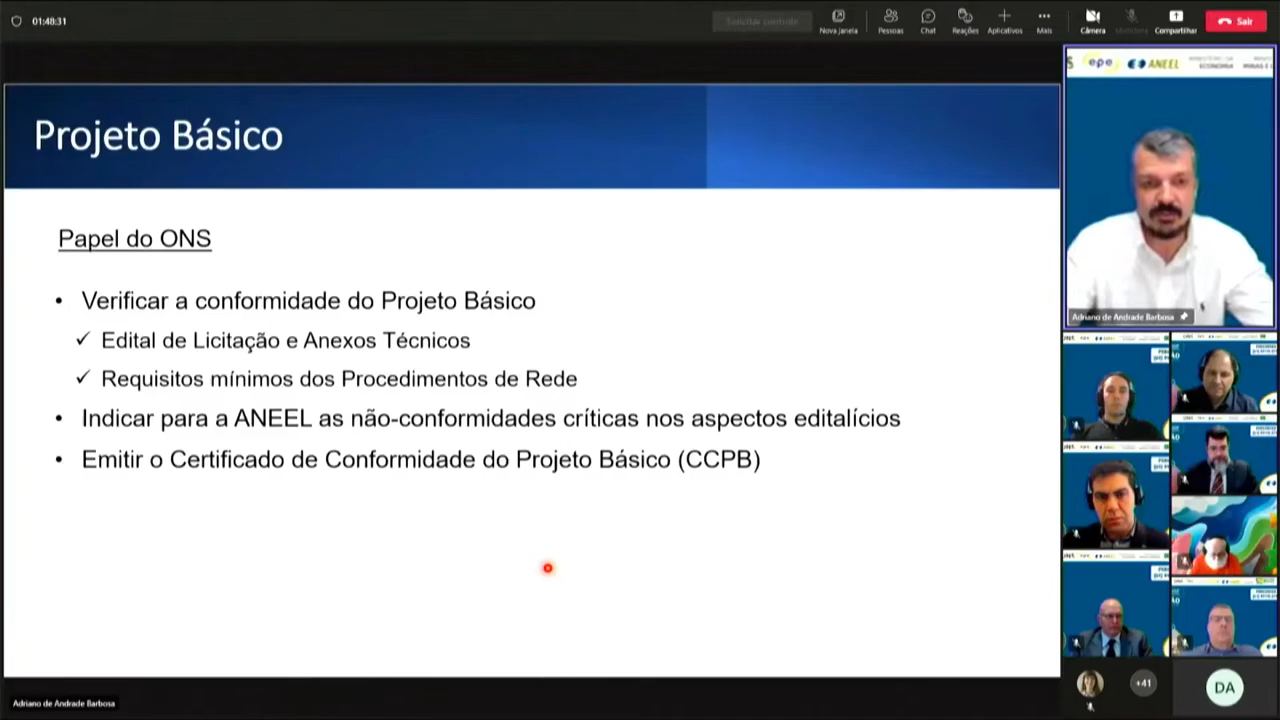 01:48:31
Solicitar controle
Nova janela
Pessoas
Chat
Reações
Aplicativos
Mais
Câmera
Compartilhar
Sair
epe
ANEEL
ECONOMIA
Projeto Básico
Papel do ONS
• Verificar a conformidade do Projeto Básico
✓ Edital de Licitação e Anexos Técnicos
✓ Requisitos mínimos dos Procedimentos de Rede
• Indicar para a ANEEL as não-conformidades críticas nos aspectos editalícios
• Emitir o Certificado de Conformidade do Projeto Básico (CCPB)
Adriano de Andrade Barbosa
+41
DA
Adriano de Andrade Barbosa